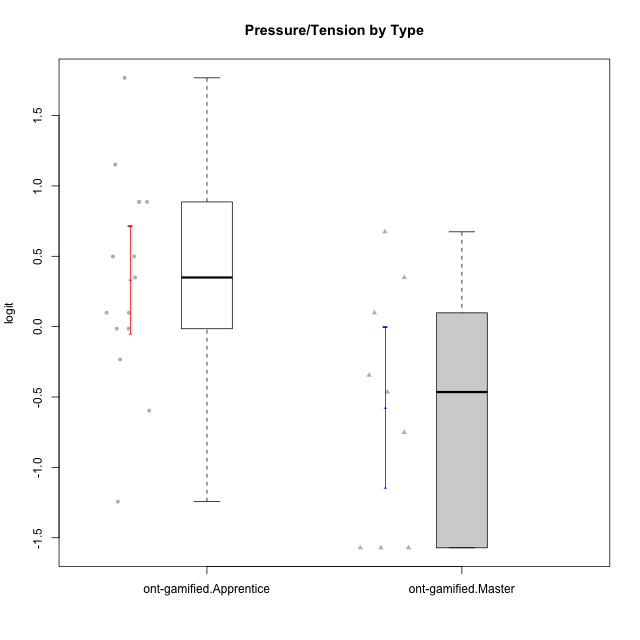 Pressure/Tension by Type
logit
1.5
1.0
0.5
0.0
-0.5
-1.0
-1.5
ont-gamified.Apprentice
ont-gamified.Master